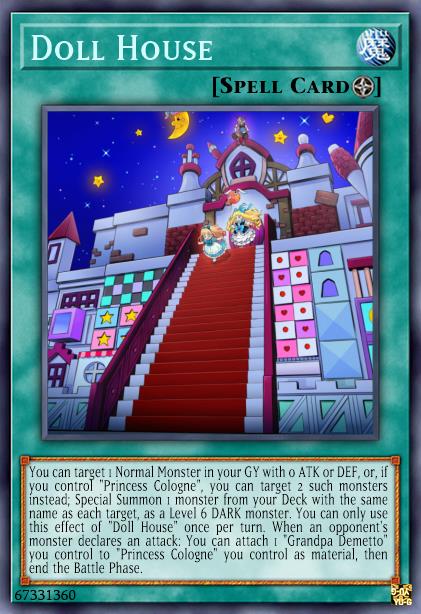 Doll House
[Spell Card]
You can target 1 Normal Monster in your GY with 0 ATK or DEF, or, if
you control "Princess Cologne", you can target 2 such monsters
instead; Special Summon 1 monster from your Deck with the same
name as each target, as a Level 6 DARK monster. You can only use
this effect of "Doll House" once per turn. When an opponent's
monster declares an attack: You can attach 1 "Grandpa Demetto"
you control to "Princess Cologne" you control as material, then
end the Battle Phase.
67331360